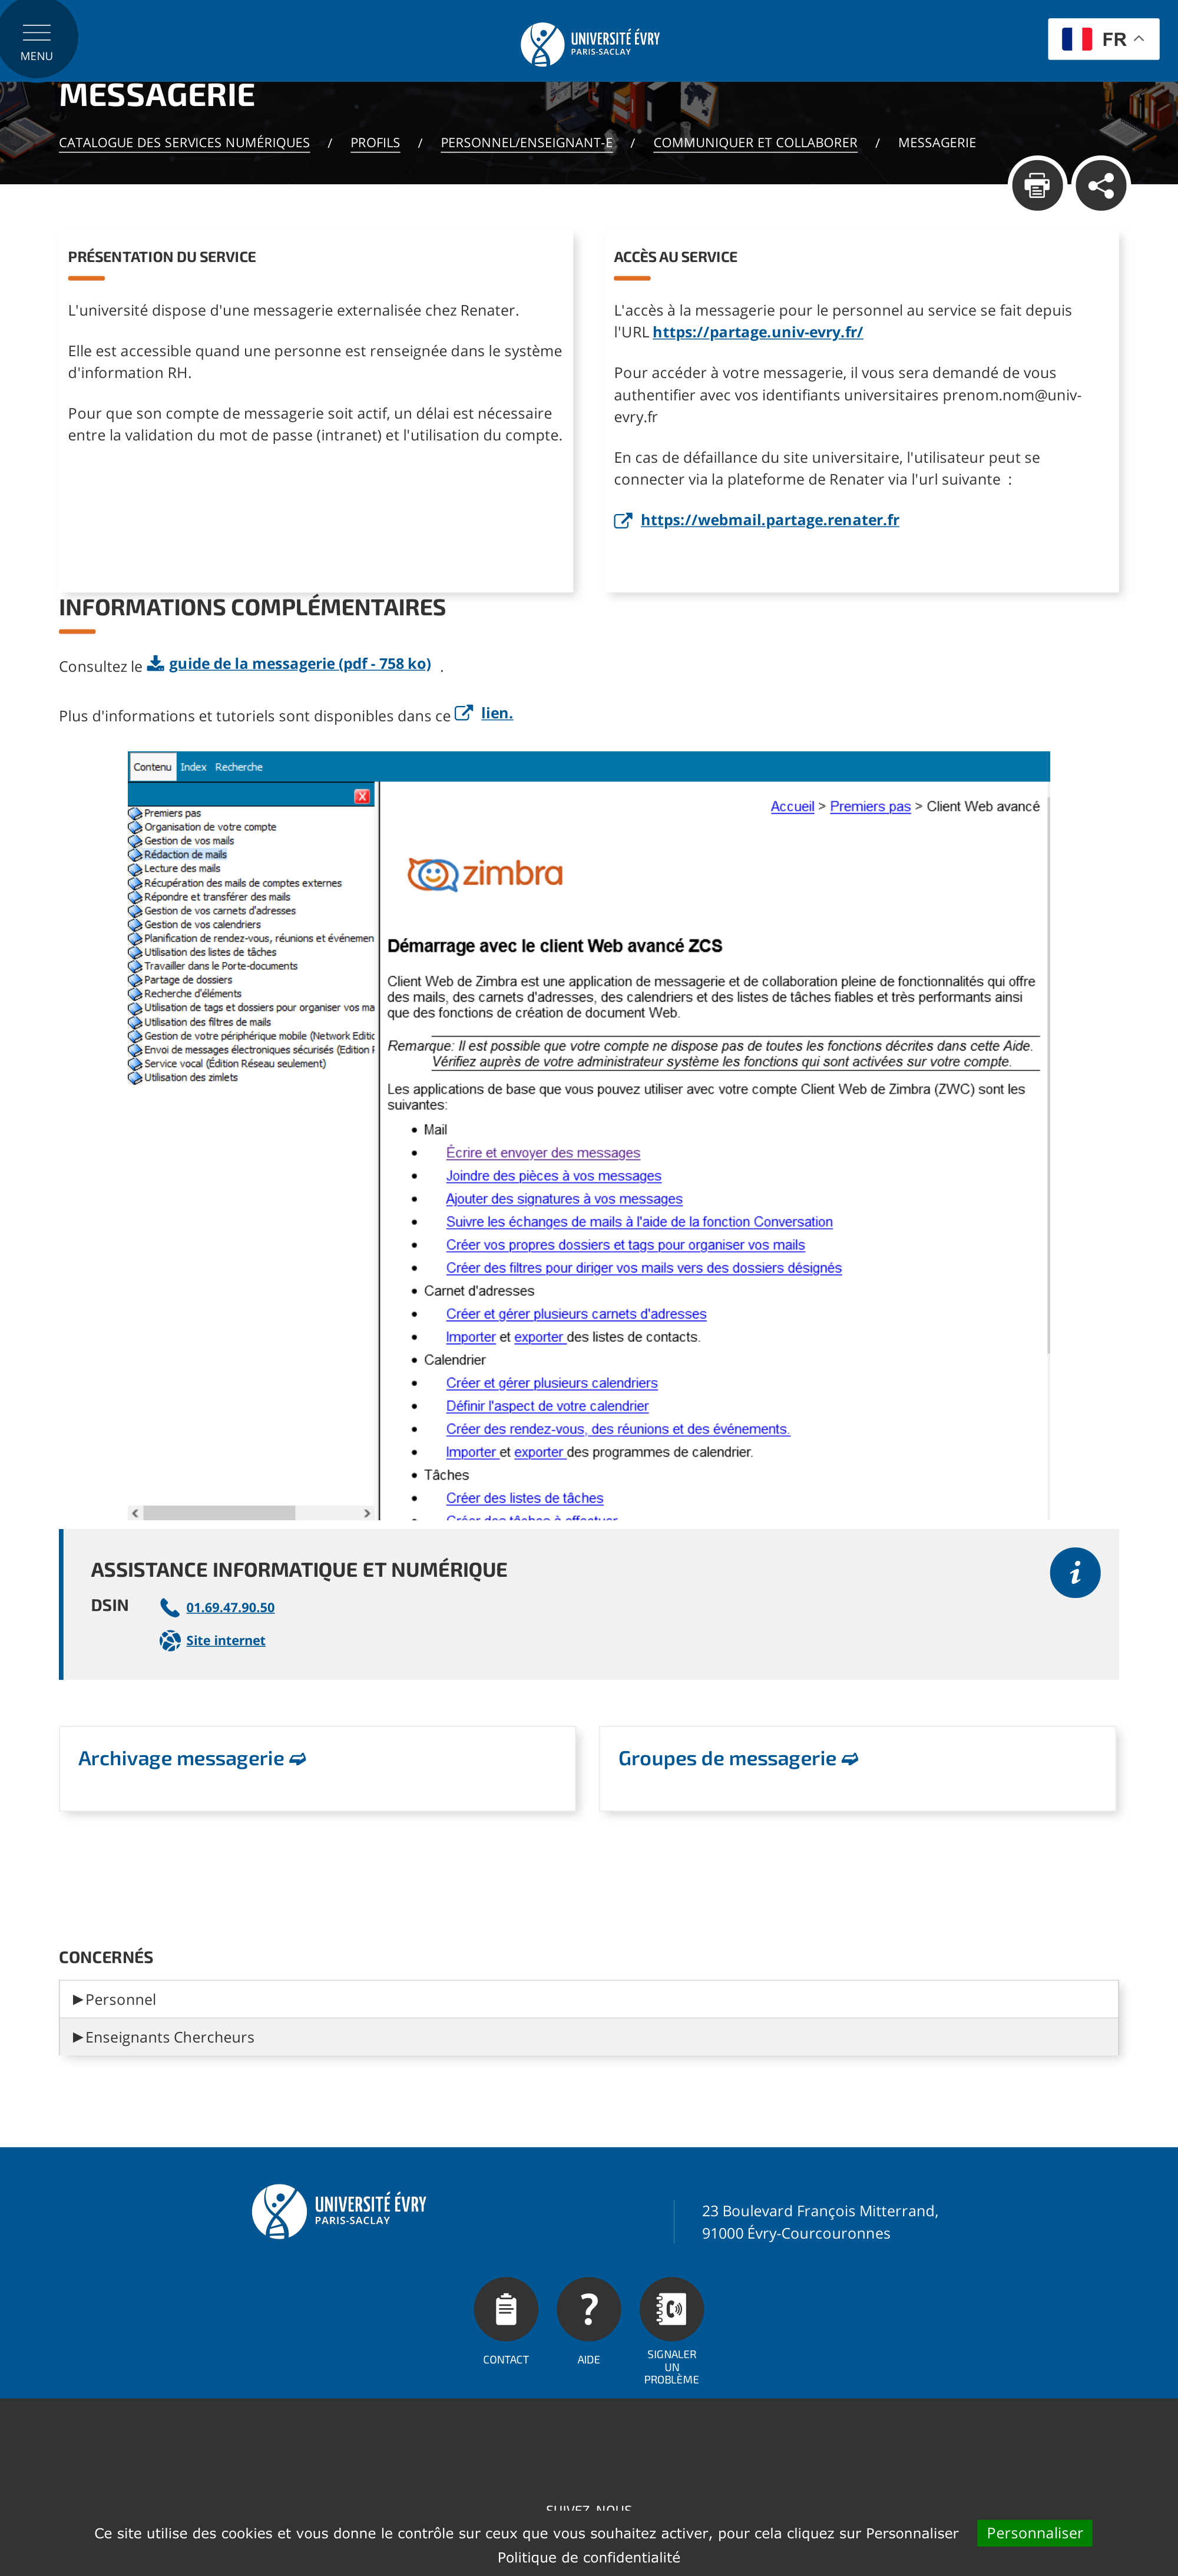 MENU
UNIVERSITÉ ÉVRY
PARIS-SACLAY
FR
MESSAGERIE
CATALOGUE DES SERVICES NUMÉRIQUES / PROFILS / PERSONNEL/ENSEIGNANT-E / COMMUNIQUER ET COLLABORER / MESSAGERIE
PRÉSENTATION DU SERVICE
L'université dispose d'une messagerie externalisée chez Renater.
Elle est accessible quand une personne est renseignée dans le système
d'information RH.
Pour que son compte de messagerie soit actif, un délai est nécessaire
entre la validation du mot de passe (intranet) et l'utilisation du compte.
ACCÈS AU SERVICE
L'accès à la messagerie pour le personnel au service se fait depuis
l'URL https://partage.univ-evry.fr/
Pour accéder à votre messagerie, il vous sera demandé de vous
authentifier avec vos identifiants universitaires prenom.nom@univ-
evry.fr
En cas de défaillance du site universitaire, l'utilisateur peut se
connecter via la plateforme de Renater via l'url suivante :
https://webmail.partage.renater.fr
INFORMATIONS COMPLÉMENTAIRES
Consultez le guide de la messagerie (pdf - 758 ko) .
Plus d'informations et tutoriels sont disponibles dans ce lien.
Contenu Index Recherche
Premiers pas
Organisation de votre compte
Gestion de vos mails
Rédaction de mails
Lecture des mails
Récupération des mails de comptes externes
Répondre et transférer des mails
Gestion de vos carnets d'adresses
Gestion de vos calendriers
Planification de rendez-vous, réunions et événemen
Utilisation des listes de tâches
Travailler dans le Porte-documents
Partage de dossiers
Recherche d'éléments
Utilisation de tags et dossiers pour organiser vos ma
Utilisation des filtres de mails
Gestion de votre périphérique mobile (Network Editio
Envoi de messages électroniques sécurisés (Edition
Service vocal (Édition Réseau seulement)
Utilisation des zimlets
Accueil > Premiers pas > Client Web avancé
zimbra
Démarrage avec le client Web avancé ZCS
Client Web de Zimbra est une application de messagerie et de collaboration pleine de fonctionnalités qui offre
des mails, des carnets d'adresses, des calendriers et des listes de tâches fiables et très performants ainsi
que des fonctions de création de document Web.
Remarque: Il est possible que votre compte ne dispose pas de toutes les fonctions décrites dans cette Aide.
Vérifiez auprès de votre administrateur système les fonctions qui sont activées sur votre compte.
Les applications de base que vous pouvez utiliser avec votre compte Client Web de Zimbra (ZWC) sont les
suivantes:
• Mail
• Écrire et envoyer des messages
• Joindre des pièces à vos messages
• Ajouter des signatures à vos messages
• Suivre les échanges de mails à l'aide de la fonction Conversation
• Créer vos propres dossiers et tags pour organiser vos mails
• Créer des filtres pour diriger vos mails vers des dossiers désignés
• Carnet d'adresses
• Créer et gérer plusieurs carnets d'adresses
• Importer et exporter des listes de contacts.
• Calendrier
• Créer et gérer plusieurs calendriers
• Définir l'aspect de votre calendrier
• Créer des rendez-vous, des réunions et des événements.
• Importer et exporter des programmes de calendrier.
• Tâches
• Créer des listes de tâches
• Créer des tâches à effectuer
ASSISTANCE INFORMATIQUE ET NUMÉRIQUE
DSIN
01.69.47.90.50
Site internet
Archivage messagerie
Groupes de messagerie
CONCERNÉS
Personnel
Enseignants Chercheurs
UNIVERSITÉ ÉVRY
PARIS-SACLAY
23 Boulevard François Mitterrand,
91000 Évry-Courcouronnes
CONTACT
AIDE
SIGNALER
UN
PROBLÈME
SUIVEZ-NOUS
Ce site utilise des cookies et vous donne le contrôle sur ceux que vous souhaitez activer, pour cela cliquez sur Personnaliser
Personnaliser
Politique de confidentialité